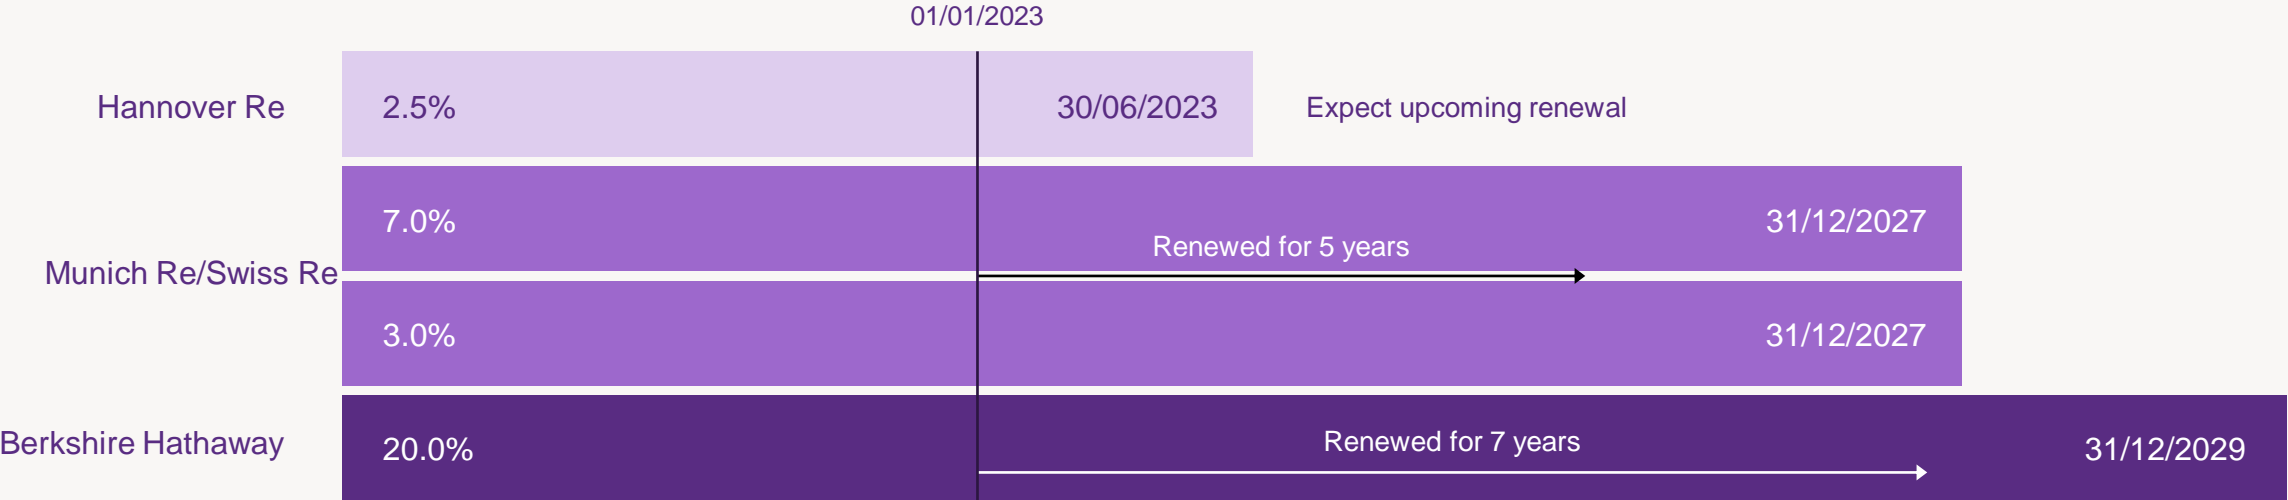 01/01/2023
Hannover Re
2.5%
30/06/2023
Expect upcoming renewal
7.0%
31/12/2027
Renewed for 5 years
Munich Re/Swiss Re
3.0%
31/12/2027
Berkshire Hathaway
20.0%
Renewed for 7 years
31/12/2029